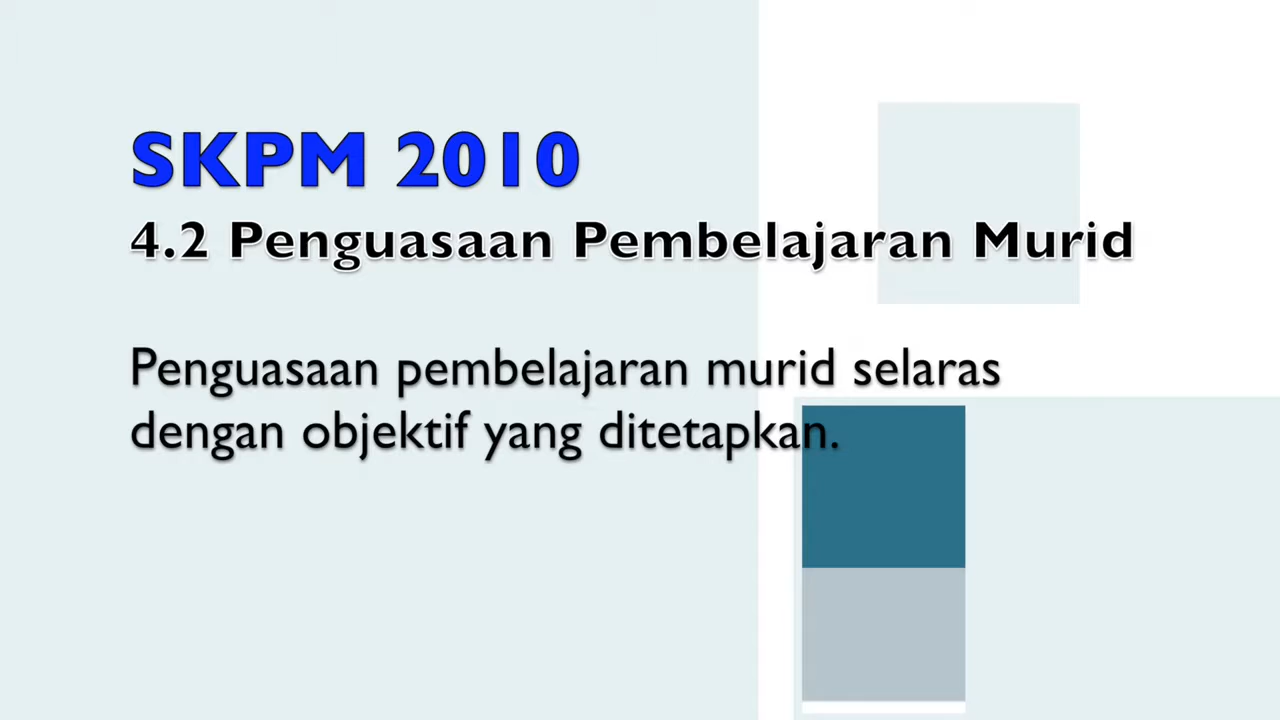 SKPM 2010
4.2 Penguasaan Pembelajaran Murid
Penguasaan pembelajaran murid selaras
dengan objektif yang ditetapkan.